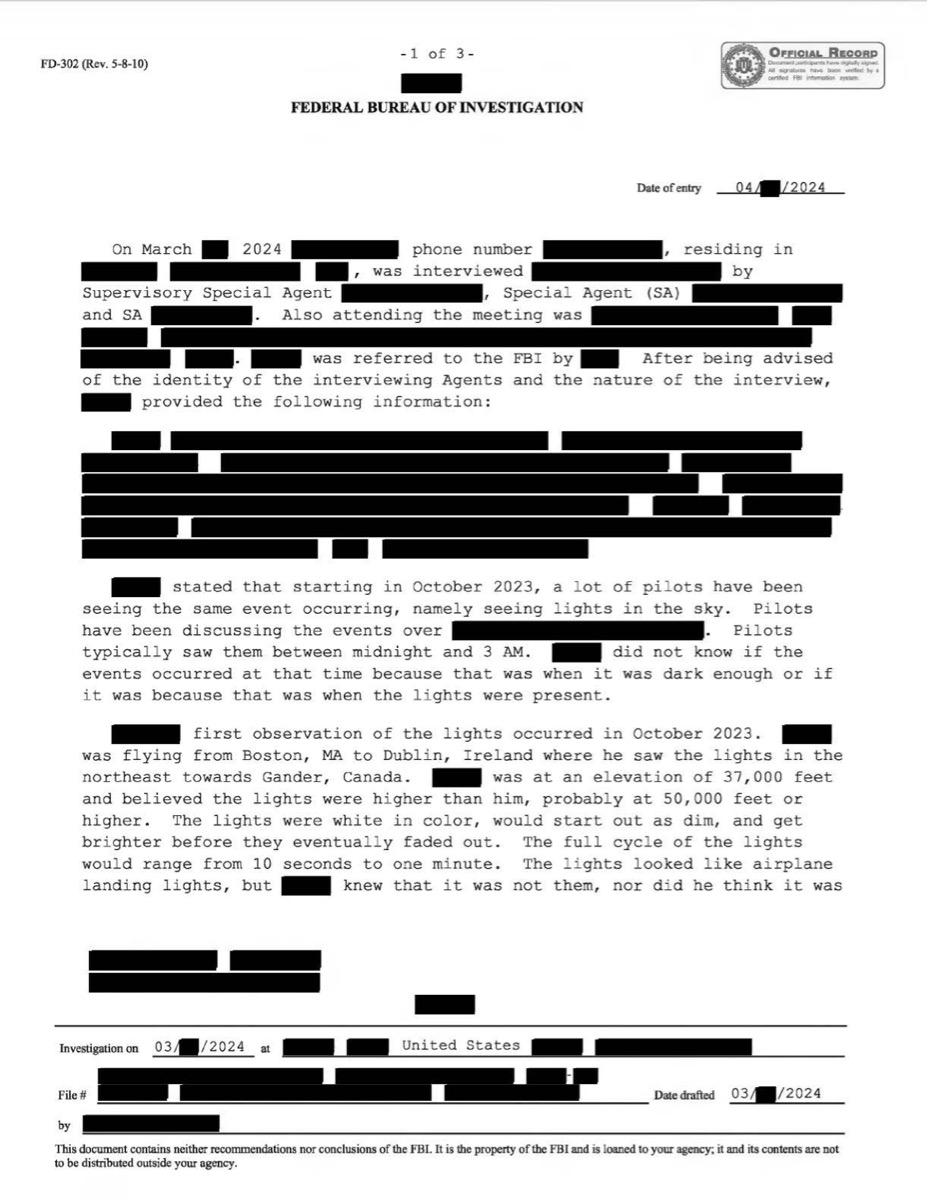 FD-302 (Rev. 5-8-10)
-1 of 3-
OFFICIAL RECORD
Document participants have digitally signed.
All signatures have been verified by a
certified FBI information system.
FEDERAL BUREAU OF INVESTIGATION
Date of entry 04/ /2024
On March 2024 phone number , residing in
, was interviewed by
Supervisory Special Agent , Special Agent (SA)
and SA . Also attending the meeting was
. was referred to the FBI by After being advised
of the identity of the interviewing Agents and the nature of the interview,
provided the following information:
stated that starting in October 2023, a lot of pilots have been
seeing the same event occurring, namely seeing lights in the sky. Pilots
have been discussing the events over . Pilots
typically saw them between midnight and 3 AM. did not know if the
events occurred at that time because that was when it was dark enough or if
it was because that was when the lights were present.
first observation of the lights occurred in October 2023.
was flying from Boston, MA to Dublin, Ireland where he saw the lights in the
northeast towards Gander, Canada. was at an elevation of 37,000 feet
and believed the lights were higher than him, probably at 50,000 feet or
higher. The lights were white in color, would start out as dim, and get
brighter before they eventually faded out. The full cycle of the lights
would range from 10 seconds to one minute. The lights looked like airplane
landing lights, but knew that it was not them, nor did he think it was
Investigation on 03/ /2024 at United States
-
File # Date drafted 03/ /2024
by
This document contains neither recommendations nor conclusions of the FBI. It is the property of the FBI and is loaned to your agency; it and its contents are not
to be distributed outside your agency.